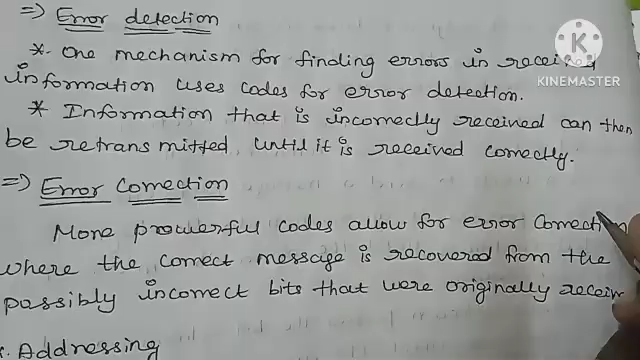 ⇒ Error detection
* One mechanism for finding errors in received
information uses codes for error detection.
* Information that is incorrectly received can then
be retransmitted, until it is received correctly.
⇒ Error Correction
More powerful codes allow for error Correction
where the correct message is recovered from the
possibly incorrect bits that were originally receiv
Addressing
K
KINEMASTER